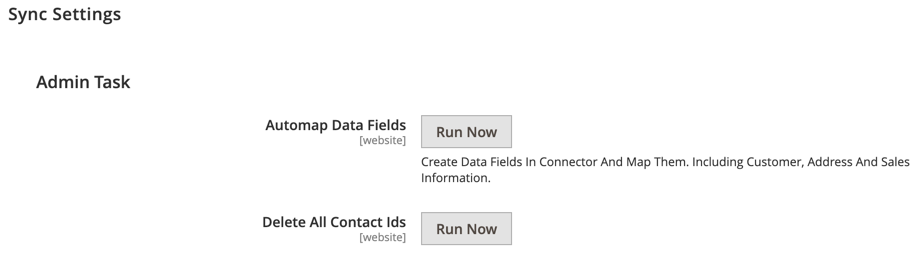 Sync Settings
Admin Task
Automap Data Fields
[website]
Run Now
Create Data Fields In Connector And Map Them. Including Customer, Address And Sales
Information.
Delete All Contact Ids
[website]
Run Now